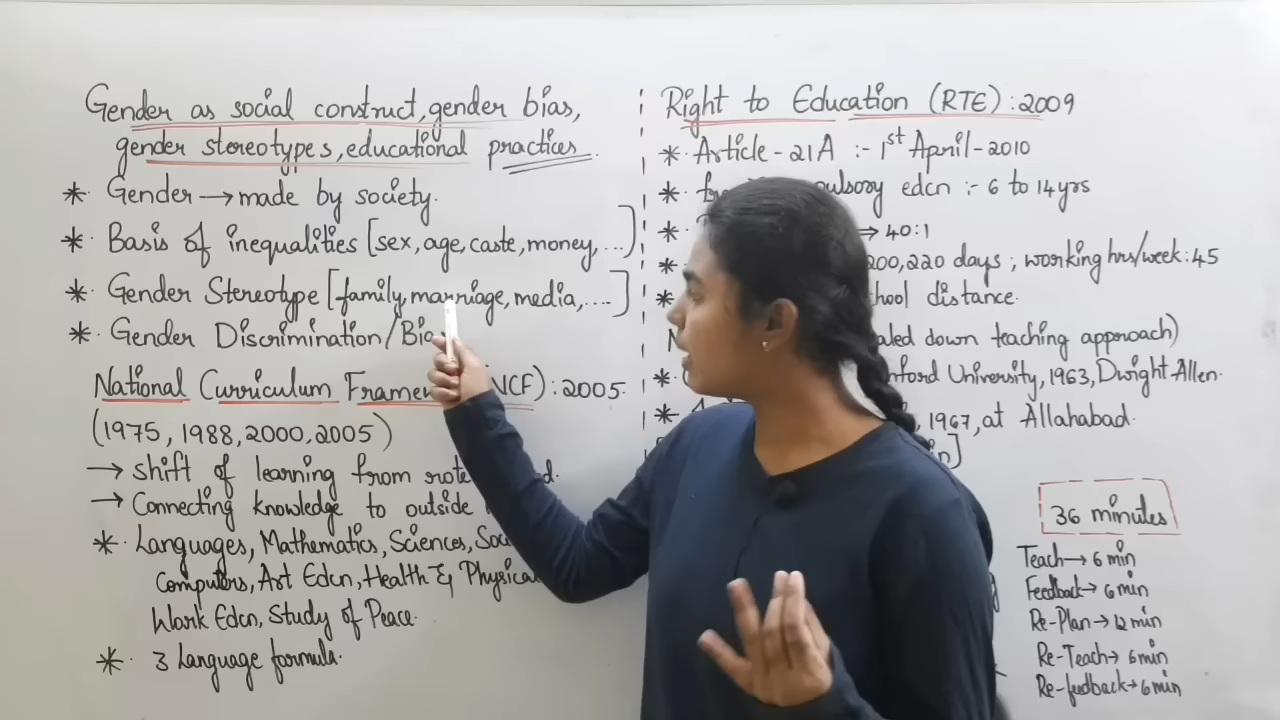 Gender as social construct, gender bias,
gender stereotypes, educational practices.
* Gender → made by society.
* Basis of inequalities [sex, age, caste, money, ...]
* Gender Stereotype [family, marriage, media, ....]
* Gender Discrimination/
National Curriculum (NCF): 2005.
(1975, 1988, 2000, 2005)
→ shift of learning from rote
→ Connecting knowledge to outside
* Languages, Mathematics, Sciences,
Computers, Art Edcn, Health & Physical
Work Edcn, Study of Peace.
* 3 Language formula.
Right to Education (RTE): 2009
* Article - 21A :- 1st April - 2010
* edcn :- 6 to 14 yrs
* → 40:1
* 200, 220 days ; working hrs/week: 45
* distance.
down teaching approach)
* University, 1963, Dwight Allen.
* , 1967, at Allahabad.
36 minutes
Teach → 6 min
Feedback → 6 min
Re-Plan → 12 min
Re-Teach → 6 min
Re-feedback → 6 min